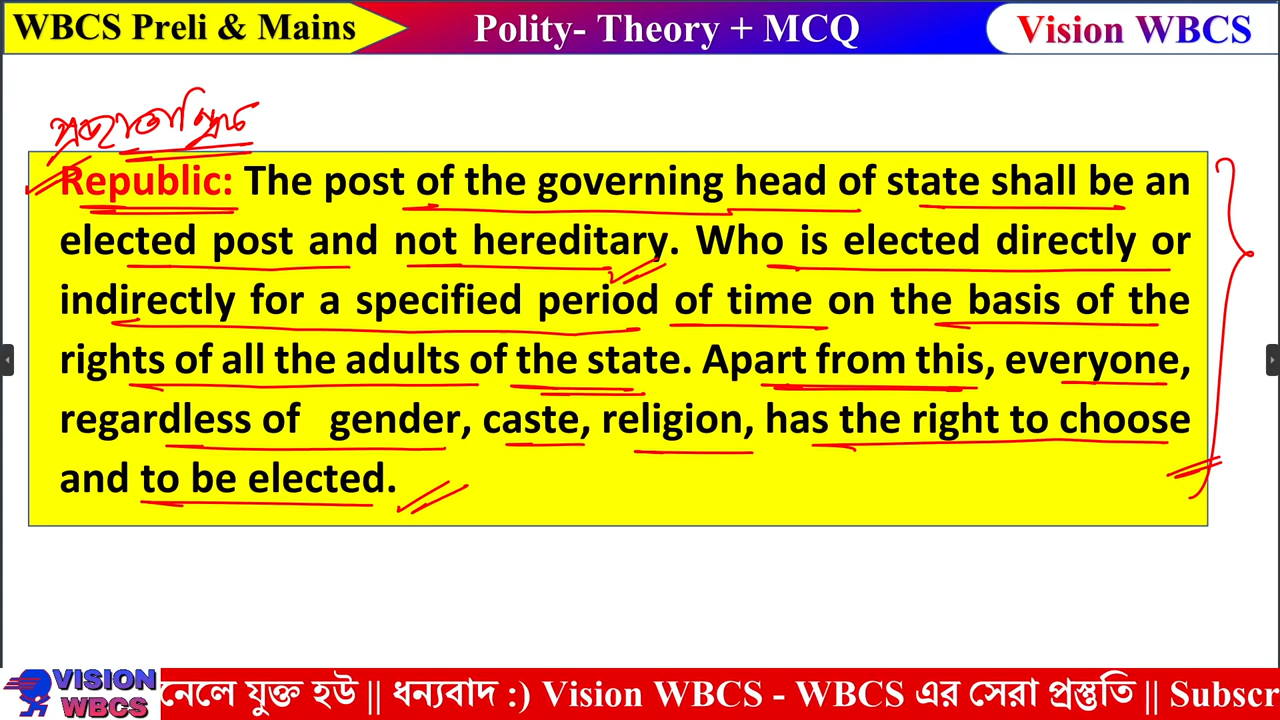 WBCS Preli & Mains
Polity- Theory + MCQ
Vision WBCS
প্রজাতান্ত্রিক
Republic: The post of the governing head of state shall be an
elected post and not hereditary. Who is elected directly or
indirectly for a specified period of time on the basis of the
rights of all the adults of the state. Apart from this, everyone,
regardless of gender, caste, religion, has the right to choose
and to be elected.
VISION
WBCS
নেলে যুক্ত হউ || ধন্যবাদ :) Vision WBCS - WBCS এর সেরা প্রস্তুতি || Subscr